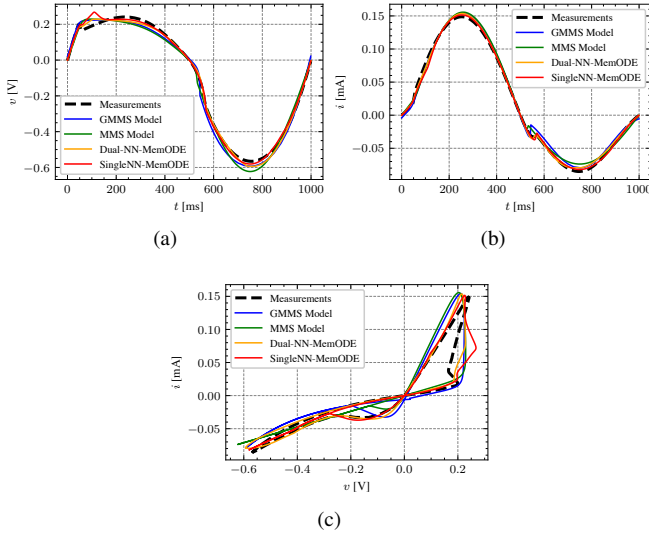 0.2
0.0
−0.2
−0.4
−0.6
v [V]
Measurements
GMMS Model
MMS Model
Dual-NN-MemODE
SingleNN-MemODE
0 200 400 600 800 1000
t [ms]
(a)
0.15
0.10
0.05
0.00
−0.05
i [mA]
Measurements
GMMS Model
MMS Model
Dual-NN-MemODE
SingleNN-MemODE
0 200 400 600 800 1000
t [ms]
(b)
0.15
0.10
0.05
0.00
−0.05
i [mA]
Measurements
GMMS Model
MMS Model
Dual-NN-MemODE
SingleNN-MemODE
−0.6 −0.4 −0.2 0.0 0.2
v [V]
(c)